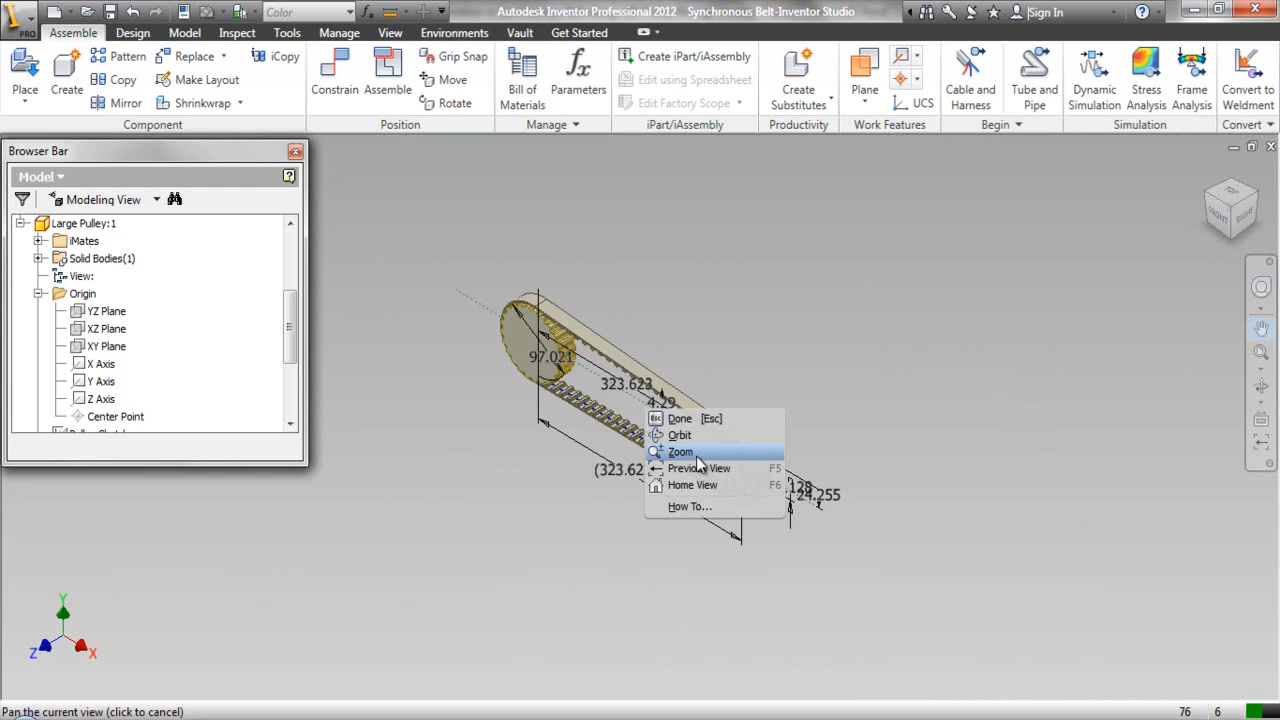 PRO
Color
Autodesk Inventor Professional 2012 Synchronous Belt-Inventor Studio
Sign In
Assemble Design Model Inspect Tools Manage View Environments Vault Get Started
Place
Create
Pattern
Copy
Mirror
Replace
Make Layout
Shrinkwrap
iCopy
Component
Constrain
Assemble
Grip Snap
Move
Rotate
Position
Bill of Materials
Parameters
Manage
Create iPart/iAssembly
Edit using Spreadsheet
Edit Factory Scope
iPart/iAssembly
Create Substitutes
Productivity
Plane
UCS
Work Features
Cable and Harness
Tube and Pipe
Begin
Dynamic Simulation
Stress Analysis
Frame Analysis
Simulation
Convert to Weldment
Convert
Browser Bar
Model
Modeling View
Large Pulley:1
iMates
Solid Bodies(1)
View:
Origin
YZ Plane
XZ Plane
XY Plane
X Axis
Y Axis
Z Axis
Center Point
TOP
FRONT
RIGHT
97.021
323.623
4.29
Done [Esc]
Orbit
Zoom
Previous View F5
Home View F6
How To...
(323.62
.128
24.255
Y
Z
X
Pan the current view (click to cancel)
76 6